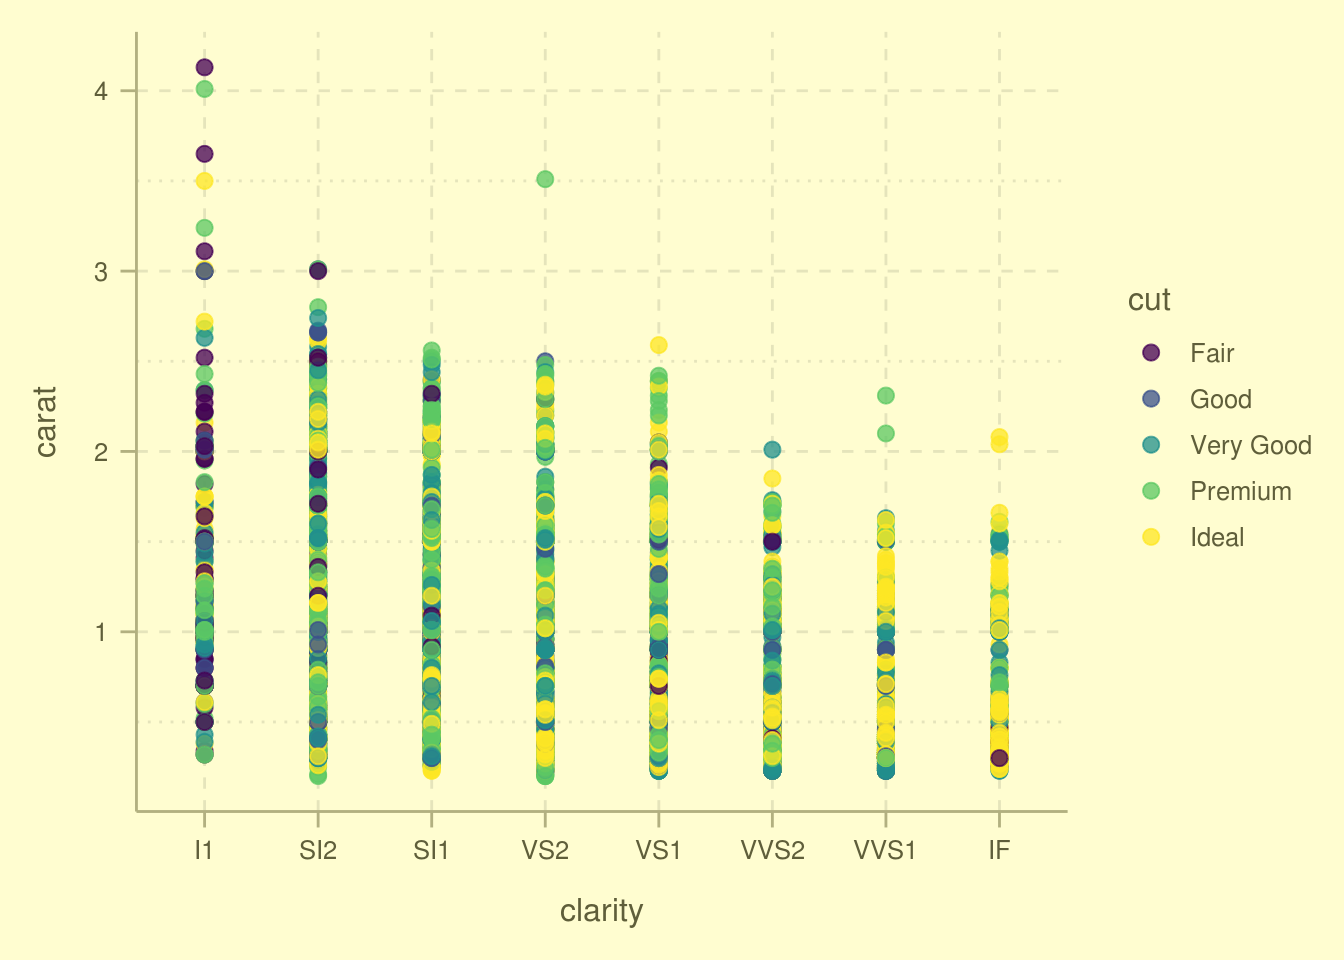 4
3
2
1
carat
I1 SI2 SI1 VS2 VS1 VVS2 VVS1 IF
clarity
cut
Fair
Good
Very Good
Premium
Ideal